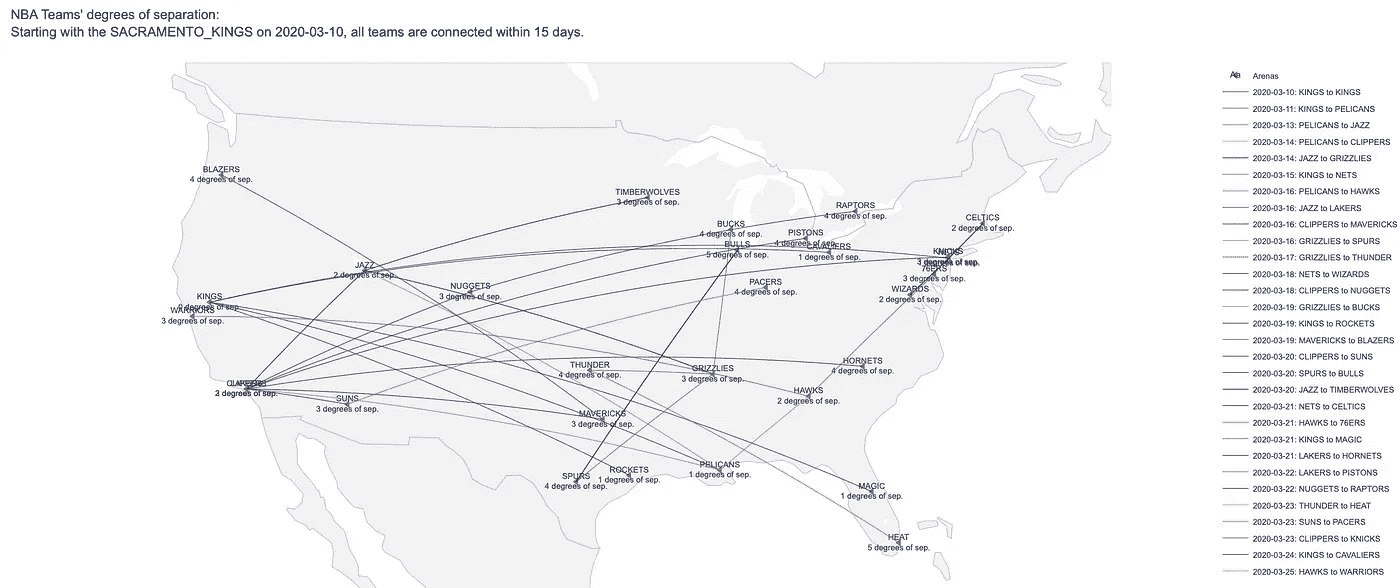 NBA Teams' degrees of separation:
Starting with the SACRAMENTO_KINGS on 2020-03-10, all teams are connected within 15 days.
BLAZERS
4 degrees of sep.
TIMBERWOLVES
3 degrees of sep.
RAPTORS
4 degrees of sep.
CELTICS
2 degrees of sep.
BUCKS
4 degrees of sep.
PISTONS
4 degrees of sep.
BULLS
5 degrees of sep.
CAVALIERS
1 degrees of sep.
KNICKS
76ERS
3 degrees of sep.
JAZZ
2 degrees of sep.
NUGGETS
3 degrees of sep.
PACERS
4 degrees of sep.
WIZARDS
2 degrees of sep.
KINGS
degrees of sep.
WARRIORS
3 degrees of sep.
THUNDER
4 degrees of sep.
GRIZZLIES
3 degrees of sep.
HORNETS
4 degrees of sep.
degrees of sep.
SUNS
3 degrees of sep.
HAWKS
2 degrees of sep.
MAVERICKS
3 degrees of sep.
SPURS
4 degrees of sep.
ROCKETS
1 degrees of sep.
PELICANS
1 degrees of sep.
MAGIC
1 degrees of sep.
HEAT
5 degrees of sep.
Arenas
2020-03-10: KINGS to KINGS
2020-03-11: KINGS to PELICANS
2020-03-13: PELICANS to JAZZ
2020-03-14: PELICANS to CLIPPERS
2020-03-14: JAZZ to GRIZZLIES
2020-03-15: KINGS to NETS
2020-03-16: PELICANS to HAWKS
2020-03-16: JAZZ to LAKERS
2020-03-16: CLIPPERS to MAVERICKS
2020-03-16: GRIZZLIES to SPURS
2020-03-17: GRIZZLIES to THUNDER
2020-03-18: NETS to WIZARDS
2020-03-18: CLIPPERS to NUGGETS
2020-03-19: GRIZZLIES to BUCKS
2020-03-19: KINGS to ROCKETS
2020-03-19: MAVERICKS to BLAZERS
2020-03-20: CLIPPERS to SUNS
2020-03-20: SPURS to BULLS
2020-03-20: JAZZ to TIMBERWOLVES
2020-03-21: NETS to CELTICS
2020-03-21: HAWKS to 76ERS
2020-03-21: KINGS to MAGIC
2020-03-21: LAKERS to HORNETS
2020-03-22: LAKERS to PISTONS
2020-03-22: NUGGETS to RAPTORS
2020-03-23: THUNDER to HEAT
2020-03-23: SUNS to PACERS
2020-03-23: CLIPPERS to KNICKS
2020-03-24: KINGS to CAVALIERS
2020-03-25: HAWKS to WARRIORS